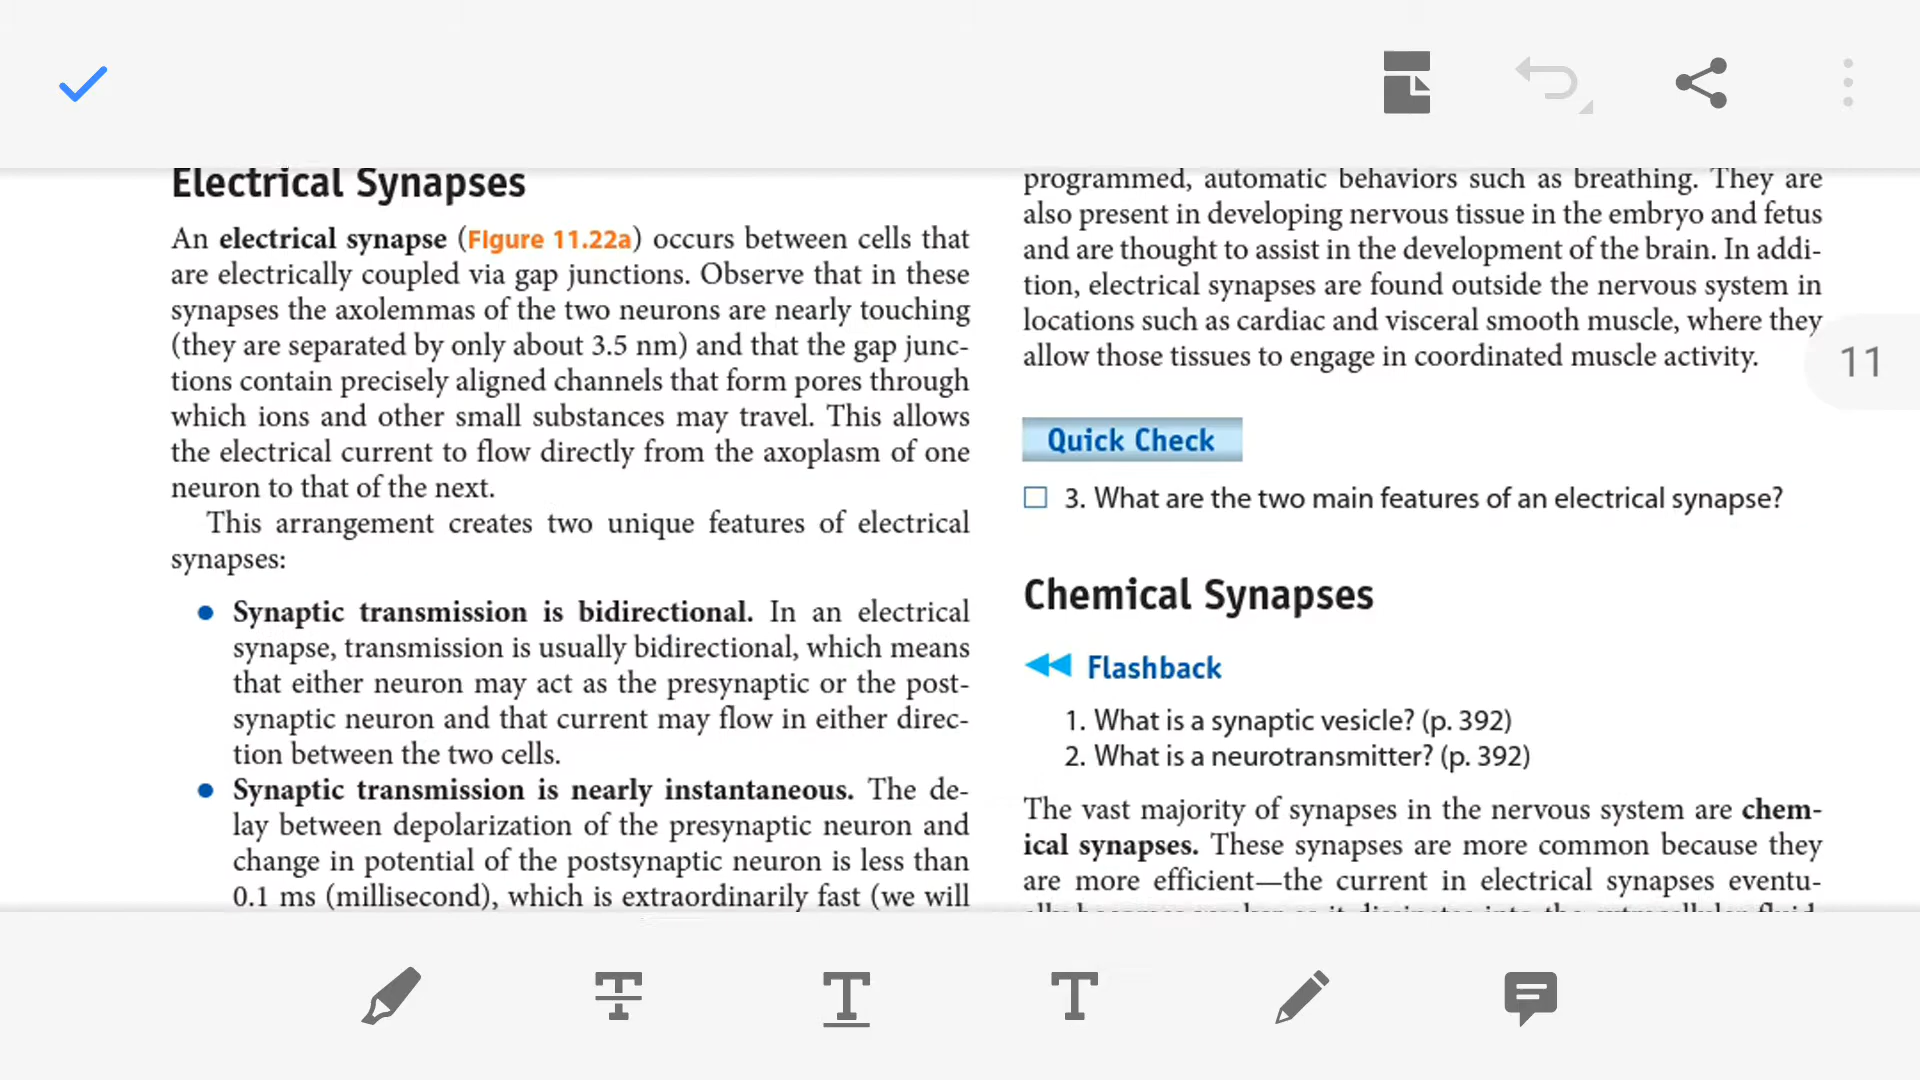 Electrical Synapses
An electrical synapse (FIgure 11.22a) occurs between cells that
are electrically coupled via gap junctions. Observe that in these
synapses the axolemmas of the two neurons are nearly touching
(they are separated by only about 3.5 nm) and that the gap junc-
tions contain precisely aligned channels that form pores through
which ions and other small substances may travel. This allows
the electrical current to flow directly from the axoplasm of one
neuron to that of the next.
This arrangement creates two unique features of electrical
synapses:
● Synaptic transmission is bidirectional. In an electrical
synapse, transmission is usually bidirectional, which means
that either neuron may act as the presynaptic or the post-
synaptic neuron and that current may flow in either direc-
tion between the two cells.
● Synaptic transmission is nearly instantaneous. The de-
lay between depolarization of the presynaptic neuron and
change in potential of the postsynaptic neuron is less than
0.1 ms (millisecond), which is extraordinarily fast (we will
programmed, automatic behaviors such as breathing. They are
also present in developing nervous tissue in the embryo and fetus
and are thought to assist in the development of the brain. In addi-
tion, electrical synapses are found outside the nervous system in
locations such as cardiac and visceral smooth muscle, where they
allow those tissues to engage in coordinated muscle activity.
11
Quick Check
□ 3. What are the two main features of an electrical synapse?
Chemical Synapses
Flashback
1. What is a synaptic vesicle? (p. 392)
2. What is a neurotransmitter? (p. 392)
The vast majority of synapses in the nervous system are chem-
ical synapses. These synapses are more common because they
are more efficient—the current in electrical synapses eventu-